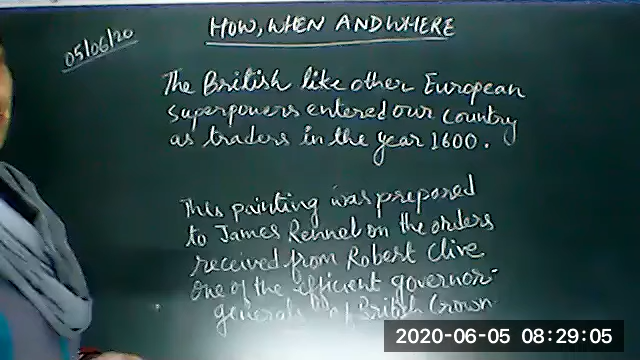 05/06/20
HOW, WHEN AND WHERE
The British like other European
superpowers entered our country
as traders in the year 1600.
This painting was prepared
to James Rennel on the orders
received from Robert Clive
one of the efficient governor-
generals of British Crown
2020-06-05 08:29:05